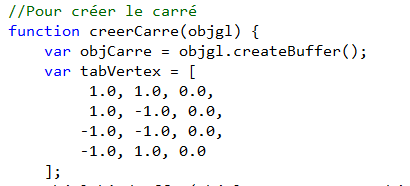 //Pour créer le carré
function creerCarre(objgl) {
var objCarre = objgl.createBuffer();
var tabVertex = [
1.0, 1.0, 0.0,
1.0, -1.0, 0.0,
-1.0, -1.0, 0.0,
-1.0, 1.0, 0.0
];